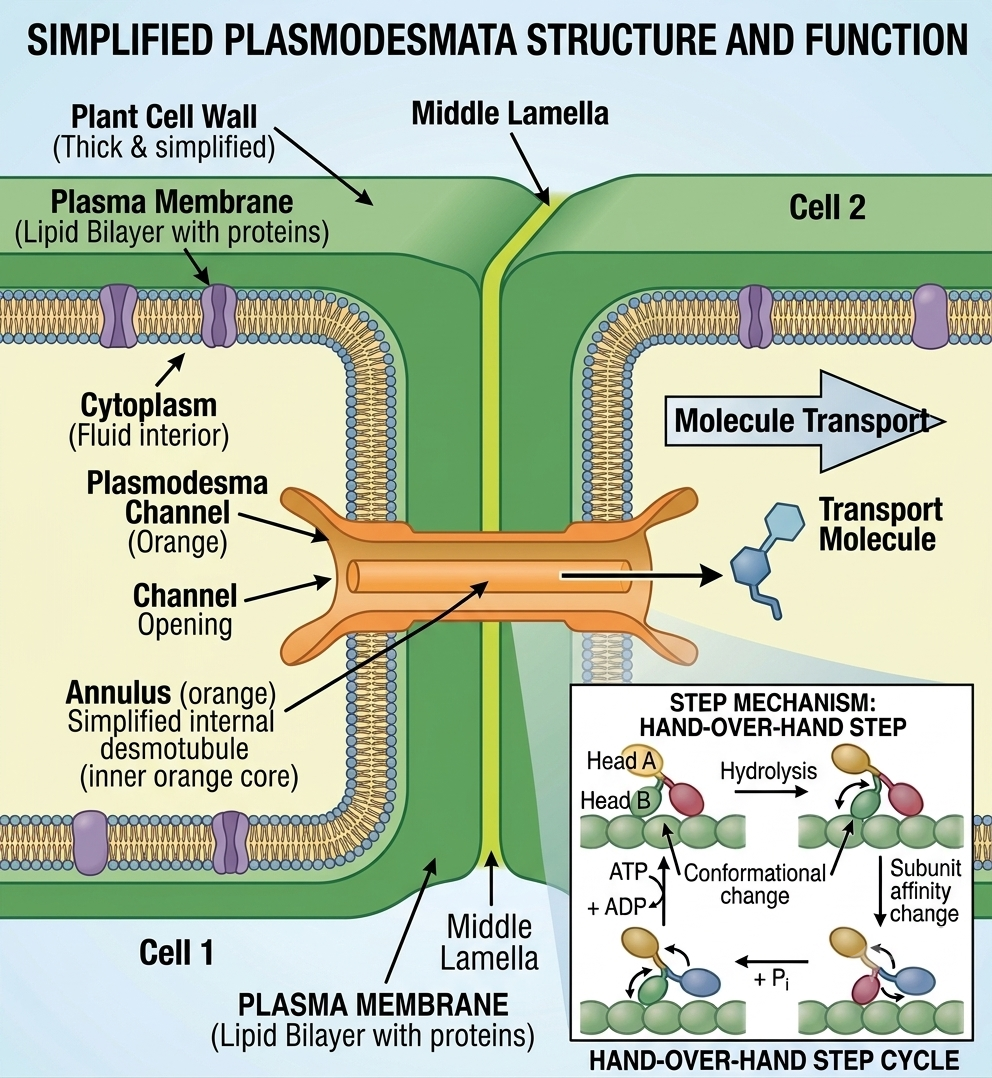 SIMPLIFIED PLASMODESMATA STRUCTURE AND FUNCTION
Plant Cell Wall
(Thick & simplified)
Middle Lamella
Plasma Membrane
(Lipid Bilayer with proteins)
Cell 2
Cytoplasm
(Fluid interior)
Molecule Transport
Plasmodesma
Channel
(Orange)
Transport
Molecule
Channel
Opening
Annulus (orange)
Simplified internal
desmotubule
(inner orange core)
STEP MECHANISM:
HAND-OVER-HAND STEP
Head A
Hydrolysis
Head B
ATP
+ ADP
Conformational
change
Subunit
affinity
change
+ Pi
Cell 1
Middle
Lamella
PLASMA MEMBRANE
(Lipid Bilayer with proteins)
HAND-OVER-HAND STEP CYCLE